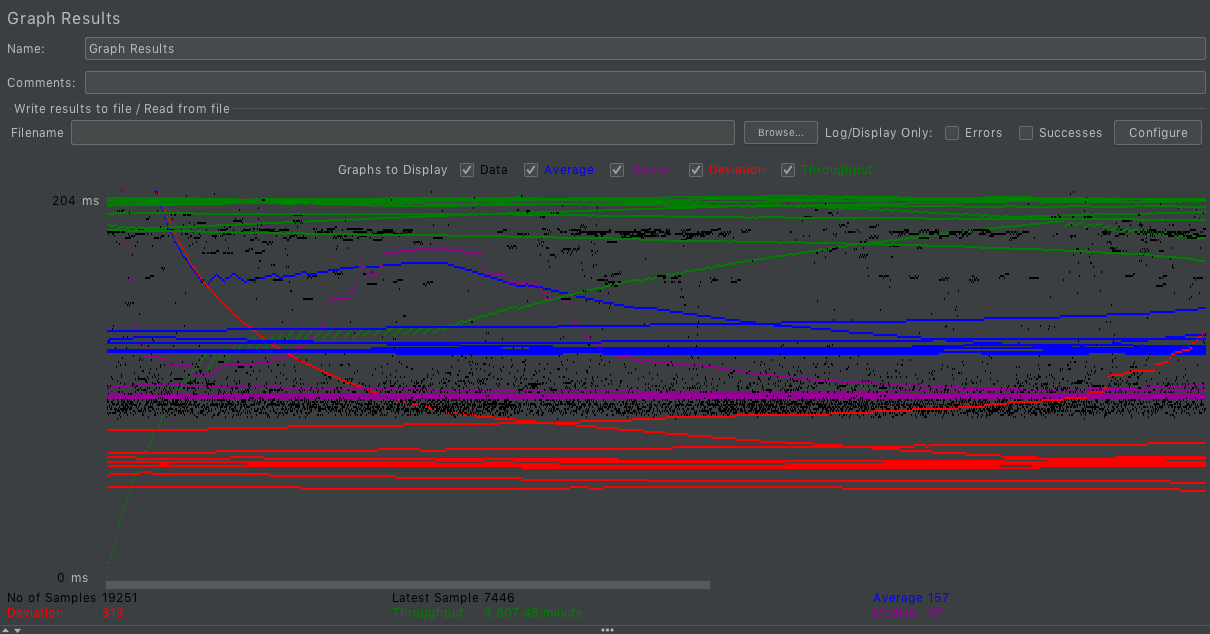 Graph Results
Name: Graph Results
Comments:
Write results to file / Read from file
Filename Browse... Log/Display Only: Errors Successes Configure
Graphs to Display Data Average Median Deviation Throughput
204 ms
0 ms
No of Samples 19251 Latest Sample 7446 Average 157
Deviation 313 Throughput 3,807.48/minute Median